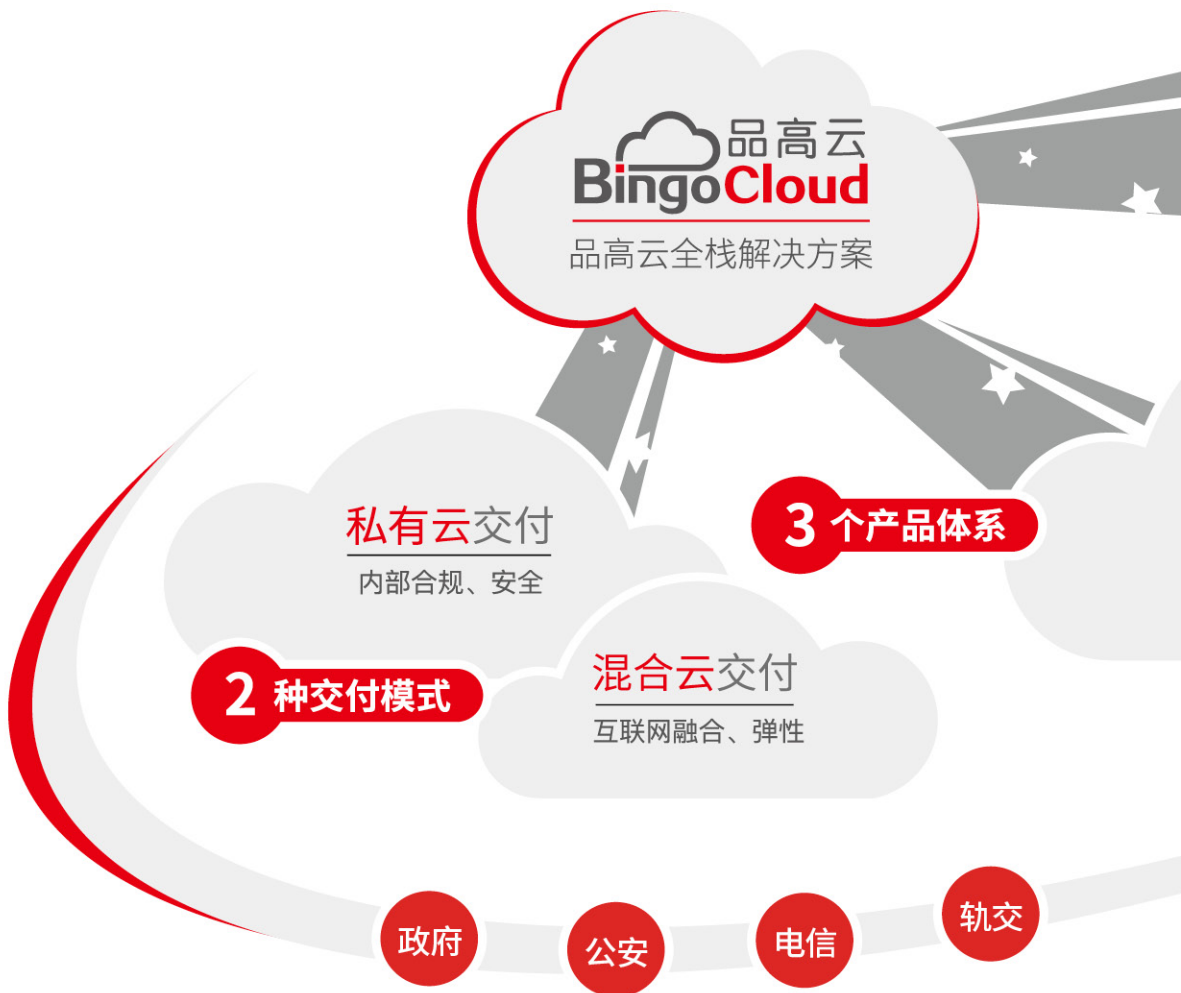 品高云
BingoCloud
品高云全栈解决方案
私有云交付
内部合规、安全
3 个产品体系
2 种交付模式
混合云交付
互联网融合、弹性
政府
公安
电信
轨交